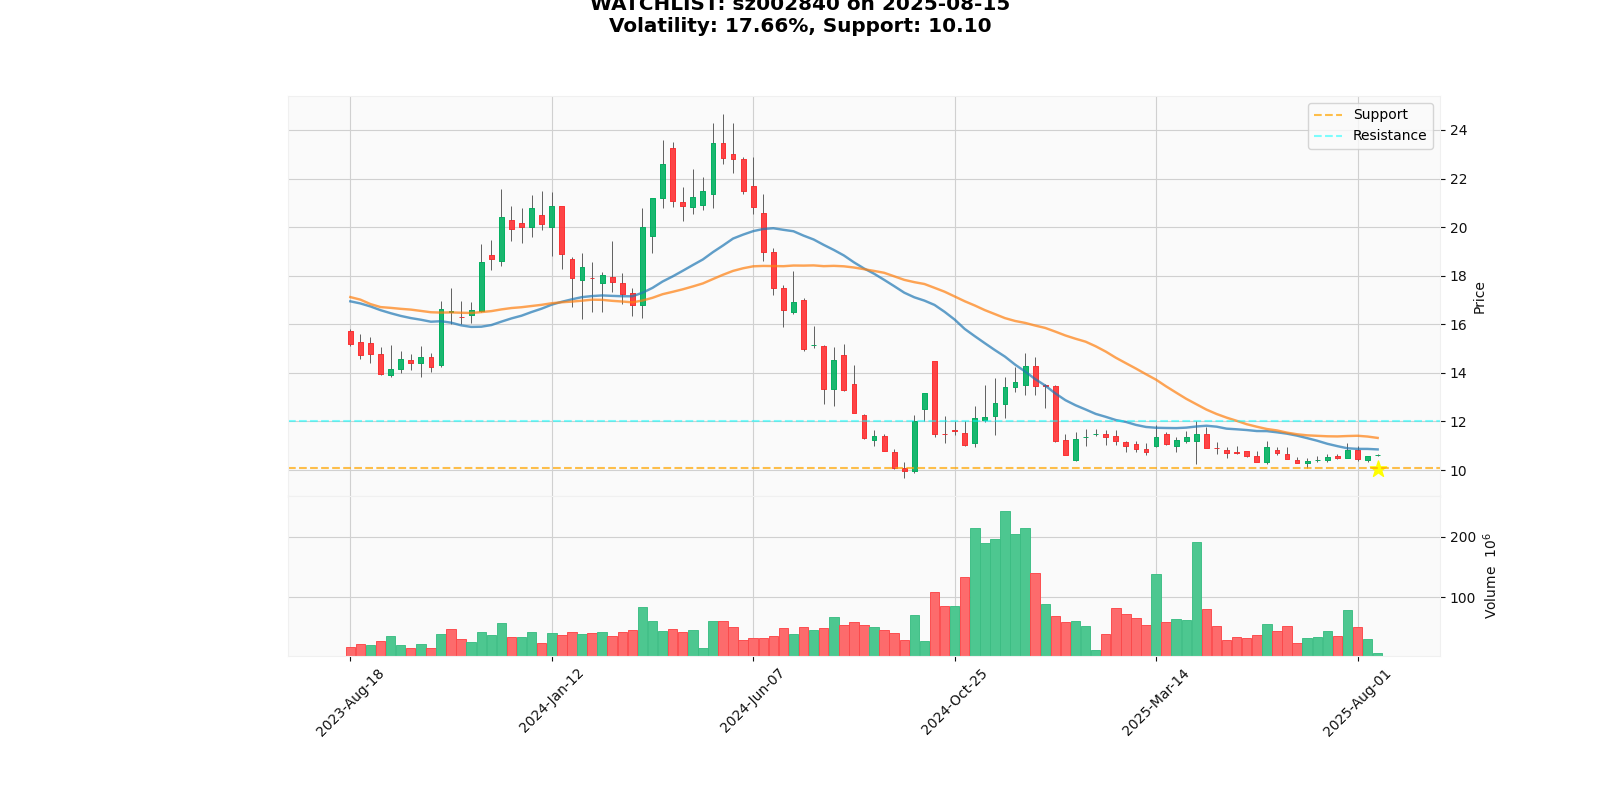 WATCHLIST: sz002840 on 2025-08-15
Volatility: 17.66%, Support: 10.10
Support
Resistance
24
22
20
18
16
14
12
10
Price
200
100
Volume 10⁶
2023-Aug-18
2024-Jan-12
2024-Jun-07
2024-Oct-25
2025-Mar-14
2025-Aug-01